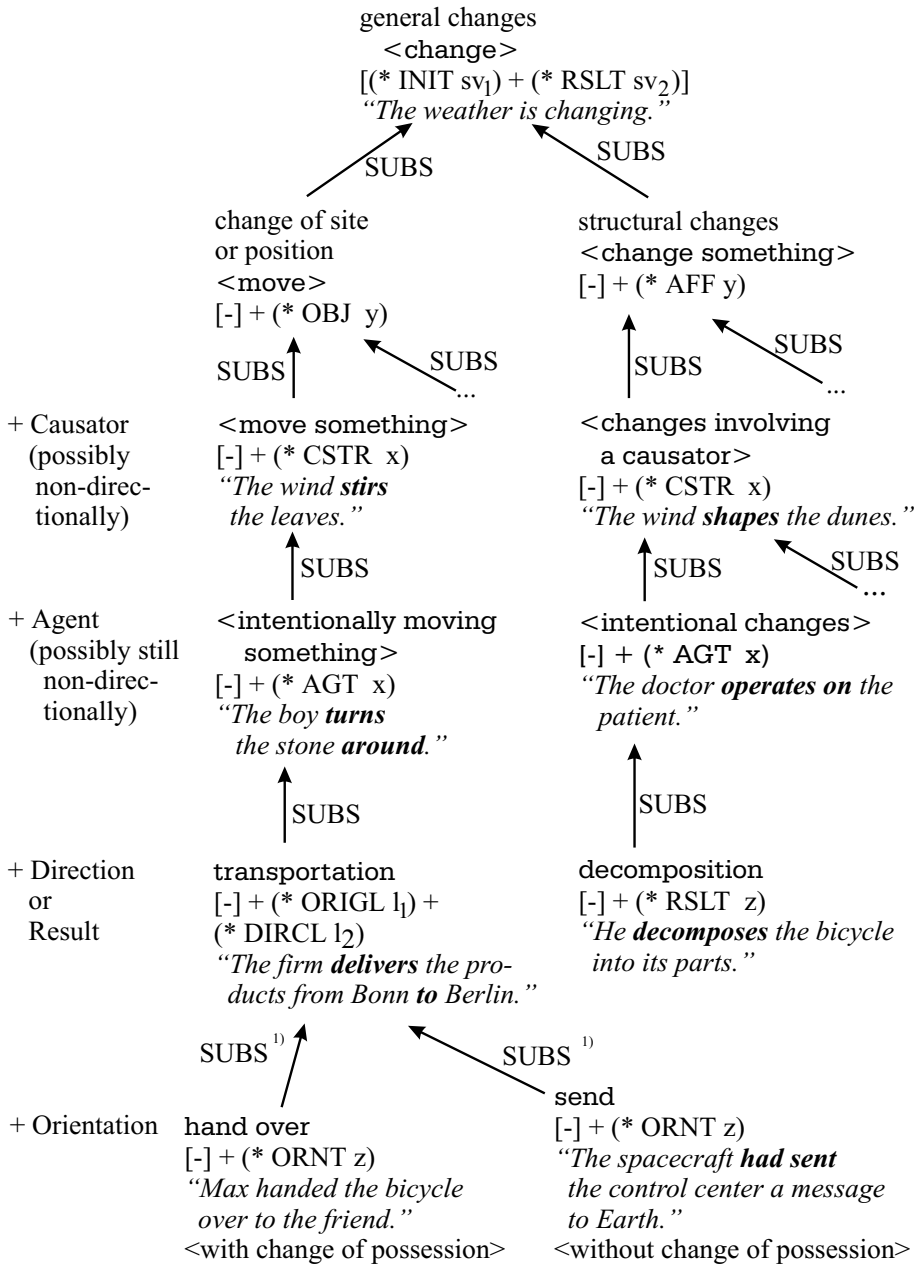 general changes
<change>
[(* INIT sv1) + (* RSLT sv2)]
“The weather is changing.”
SUBS
SUBS
change of site
or position
<move>
[-] + (* OBJ y)
structural changes
<change something>
[-] + (* AFF y)
SUBS
SUBS
...
SUBS
SUBS
...
+ Causator
(possibly
non-direc-
tionally)
<move something>
[-] + (* CSTR x)
“The wind stirs
the leaves.”
<changes involving
a causator>
[-] + (* CSTR x)
“The wind shapes the dunes.”
SUBS
SUBS
SUBS
...
+ Agent
(possibly still
non-direc-
tionally)
<intentionally moving
something>
[-] + (* AGT x)
“The boy turns
the stone around.”
<intentional changes>
[-] + (* AGT x)
“The doctor operates on the
patient.”
SUBS
SUBS
+ Direction
or
Result
transportation
[-] + (* ORIGL l1) +
(* DIRCL l2)
“The firm delivers the pro-
ducts from Bonn to Berlin.”
decomposition
[-] + (* RSLT z)
“He decomposes the bicycle
into its parts.”
SUBS 1)
SUBS 1)
+ Orientation
hand over
[-] + (* ORNT z)
“Max handed the bicycle
over to the friend.”
<with change of possession>
send
[-] + (* ORNT z)
“The spacecraft had sent
the control center a message
to Earth.”
<without change of possession>